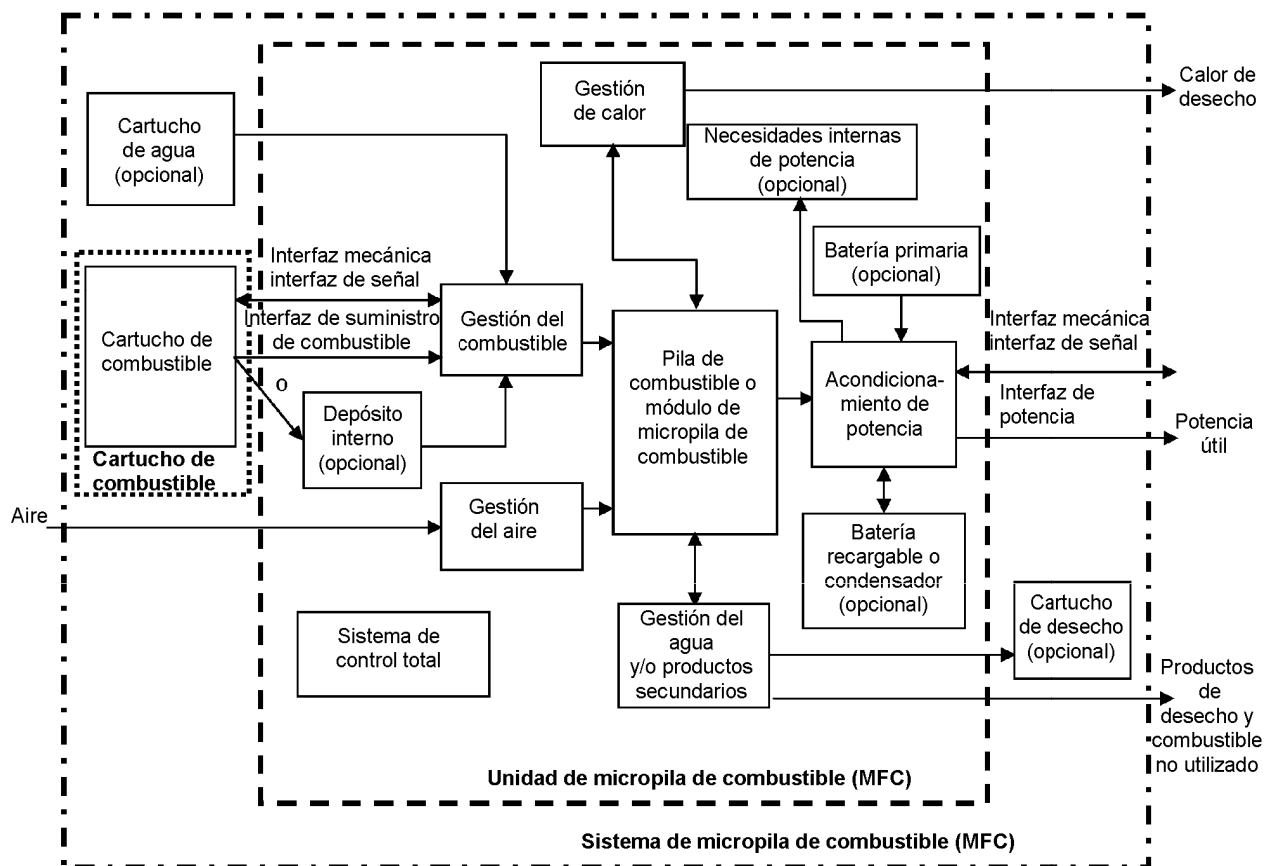 Gestión
de calor
Calor de
desecho
Cartucho
de agua
(opcional)
Necesidades internas
de potencia
(opcional)
Batería primaria
(opcional)
Interfaz mecánica
interfaz de señal
Interfaz de suministro
de combustible
o
Cartucho de
combustible
Cartucho de
combustible
Gestión del
combustible
Depósito
interno
(opcional)
Pila de
combustible o
módulo de
micropila de
combustible
Acondiciona-
miento de
potencia
Interfaz mecánica
interfaz de señal
Interfaz de
potencia
Potencia
útil
Aire
Gestión
del aire
Batería
recargable o
condensador
(opcional)
Sistema de
control total
Gestión del
agua
y/o productos
secundarios
Cartucho
de desecho
(opcional)
Productos
de
desecho y
combustible
no utilizado
Unidad de micropila de combustible (MFC)
Sistema de micropila de combustible (MFC)